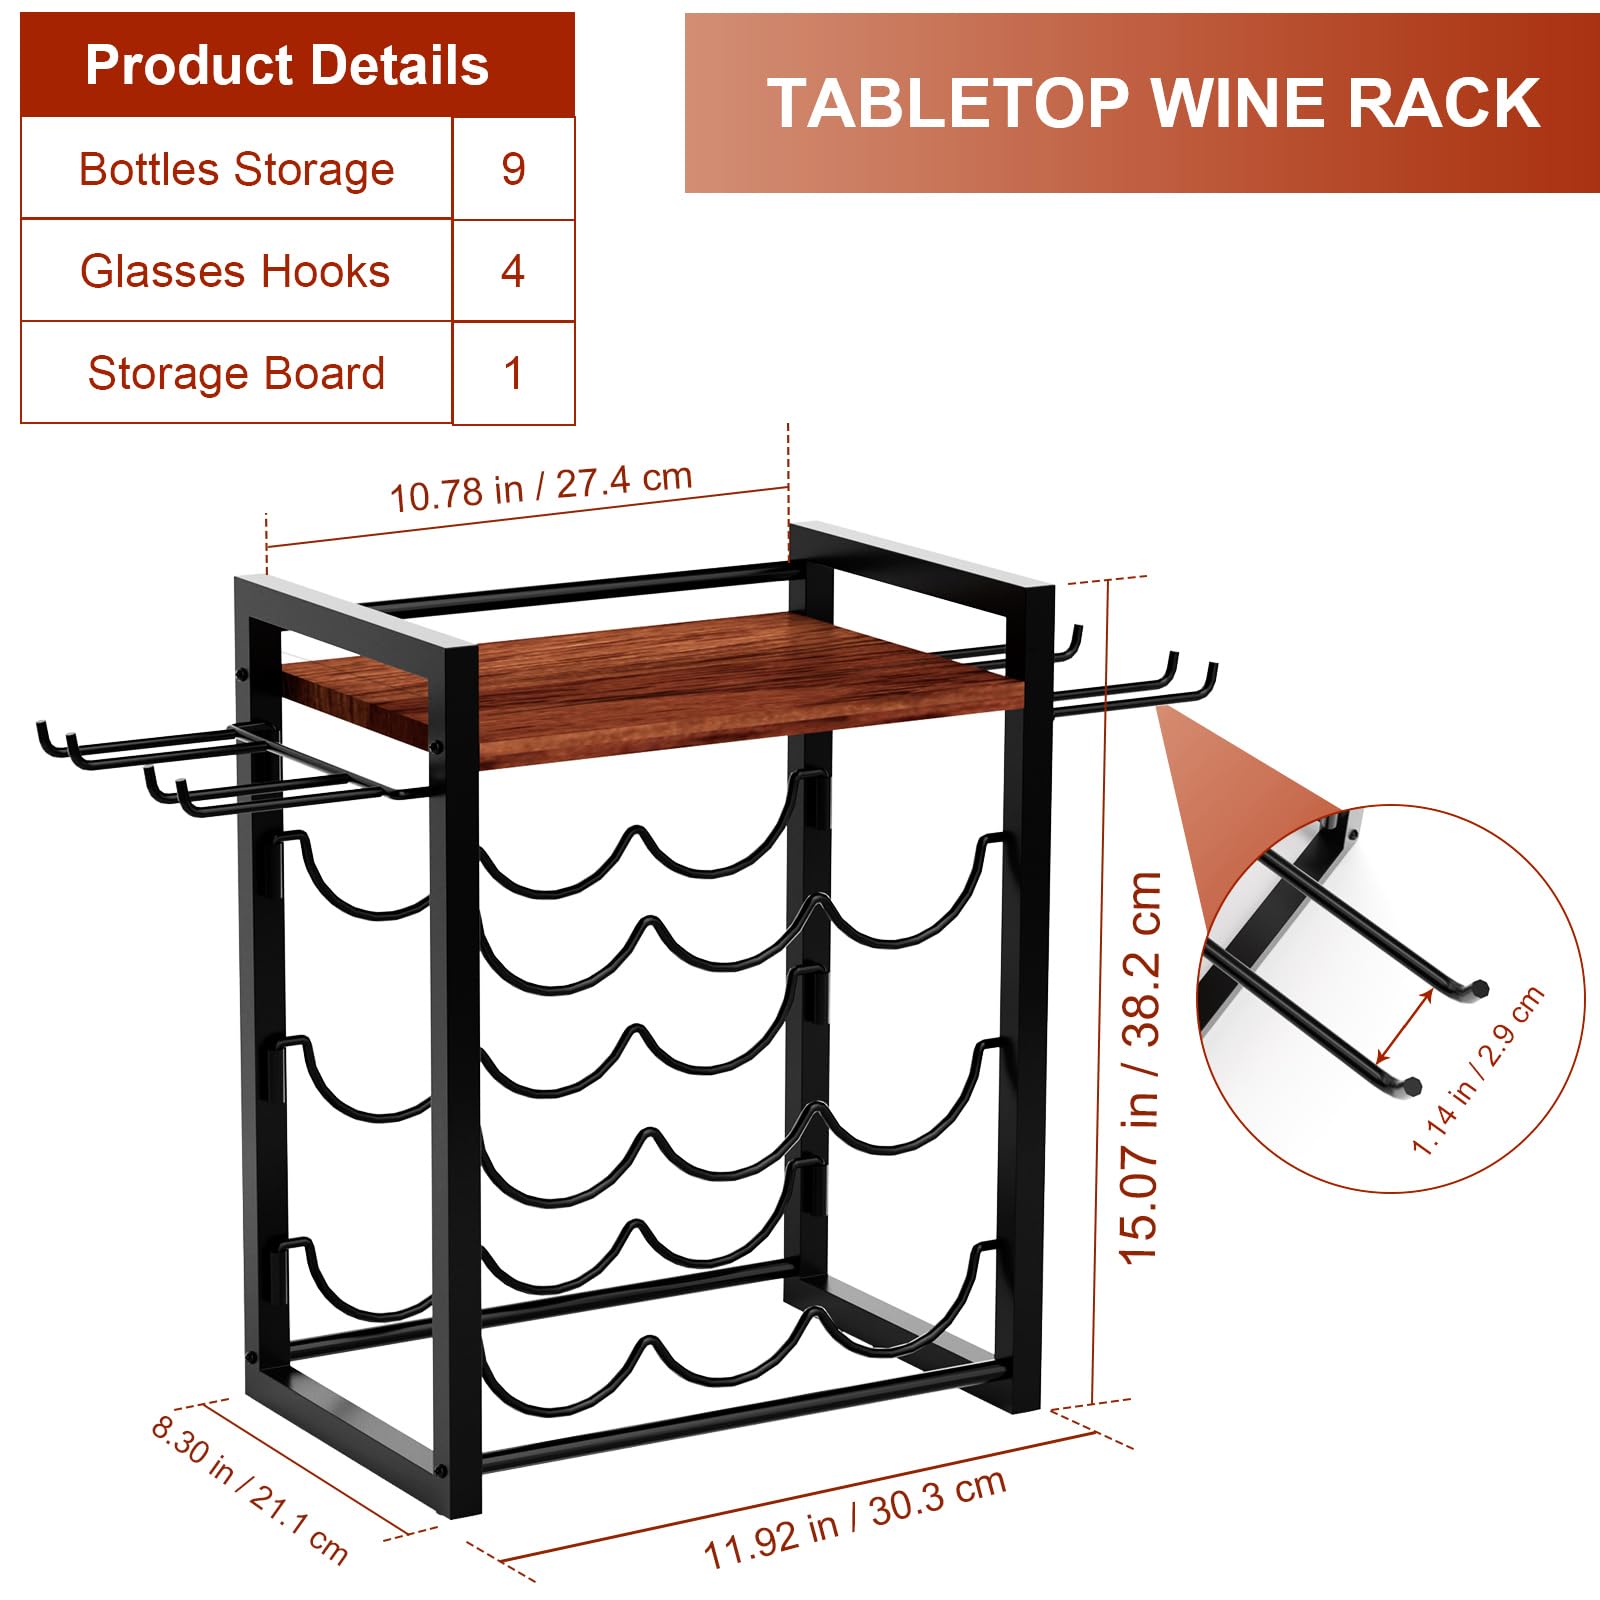 Product Details
TABLETOP WINE RACK
Bottles Storage 9
Glasses Hooks 4
Storage Board 1
10.78 in / 27.4 cm
15.07 in / 38.2 cm
1.14 in / 2.9 cm
8.30 in / 21.1 cm
11.92 in / 30.3 cm